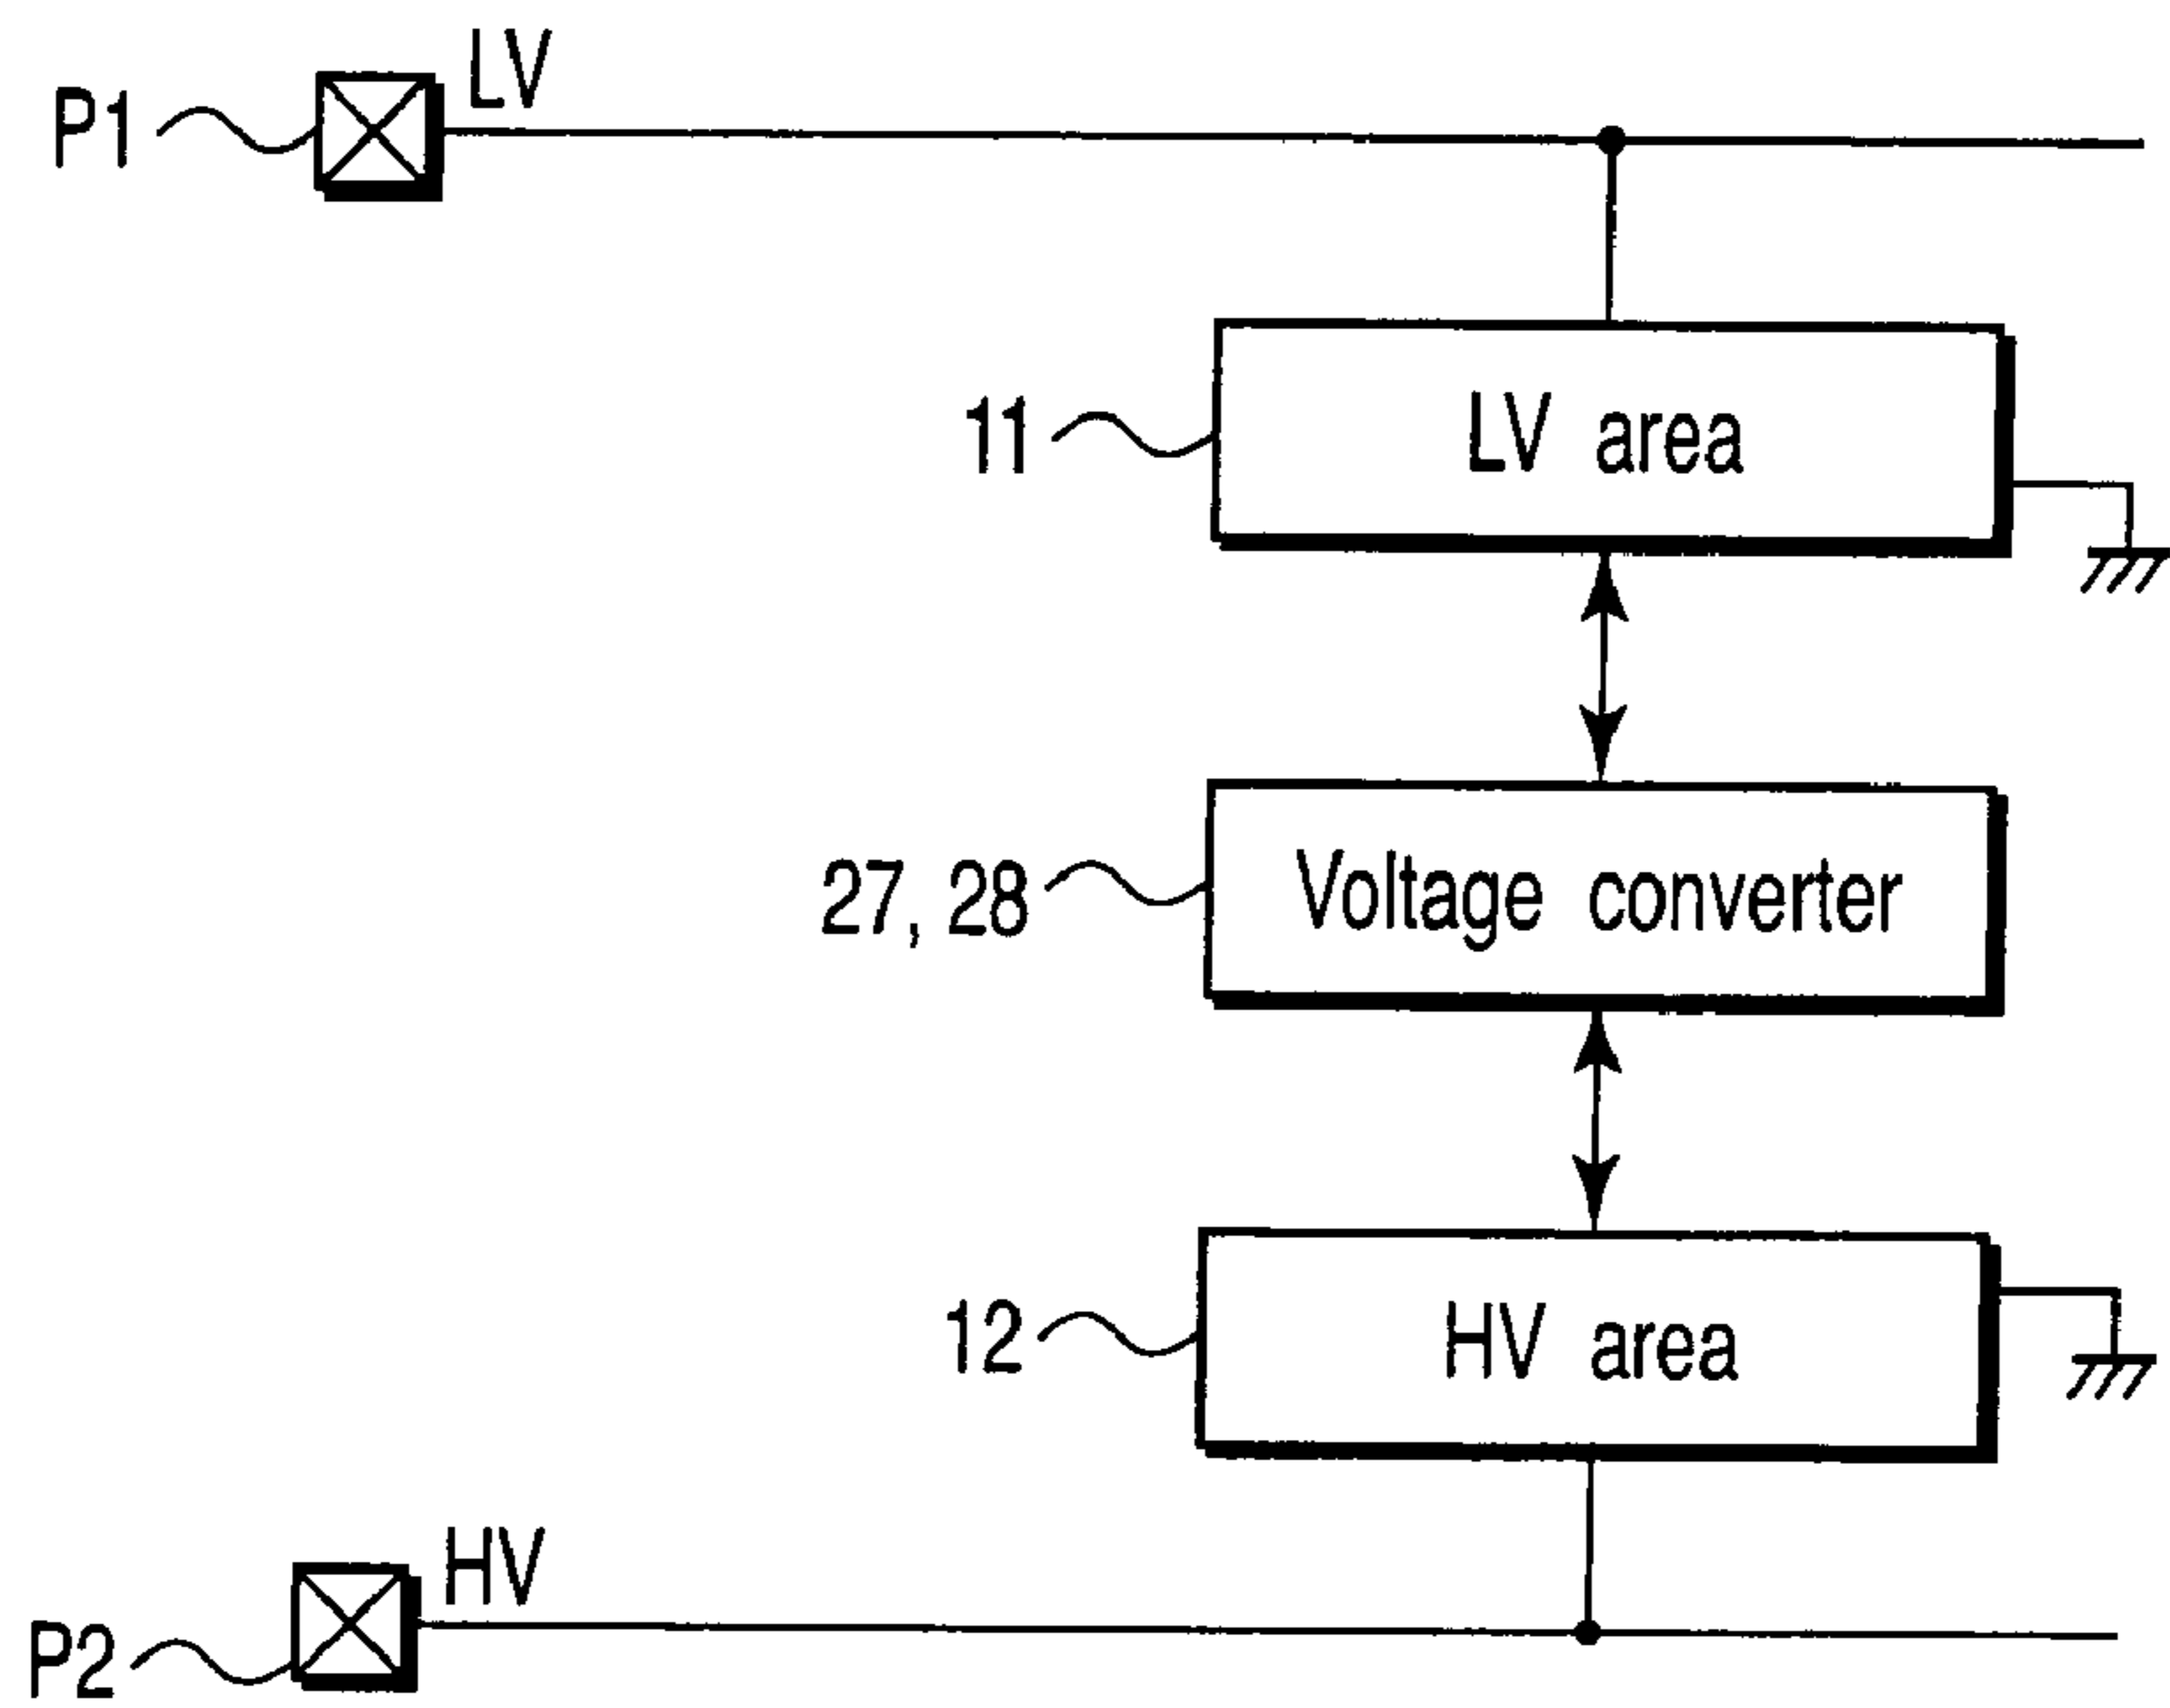 LV
P1
11
LV area
27, 28
Voltage converter
12
HV area
HV
P2